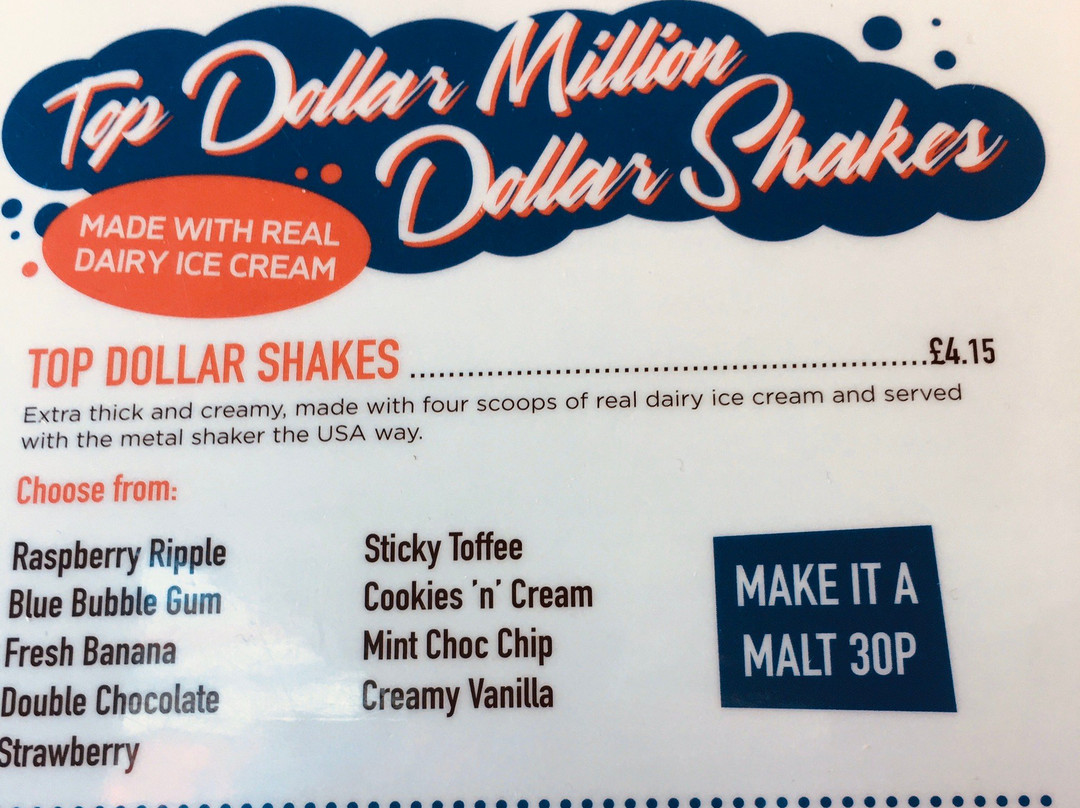 Top Dollar Million
Dollar Shakes
MADE WITH REAL
DAIRY ICE CREAM
TOP DOLLAR SHAKES ........................................................£4.15
Extra thick and creamy, made with four scoops of real dairy ice cream and served
with the metal shaker the USA way.
Choose from:
Raspberry Ripple
Blue Bubble Gum
Fresh Banana
Double Chocolate
Strawberry
Sticky Toffee
Cookies 'n' Cream
Mint Choc Chip
Creamy Vanilla
MAKE IT A
MALT 30P